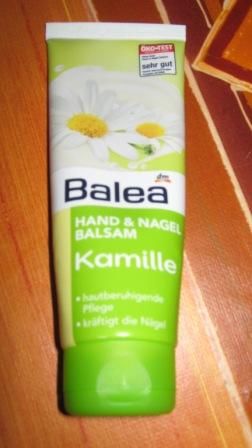 ÖKO-TEST
sehr gut
Balea
dm
HAND & NAGEL
BALSAM
Kamille
• hautberuhigende
Pflege
• kräftigt die Nägel